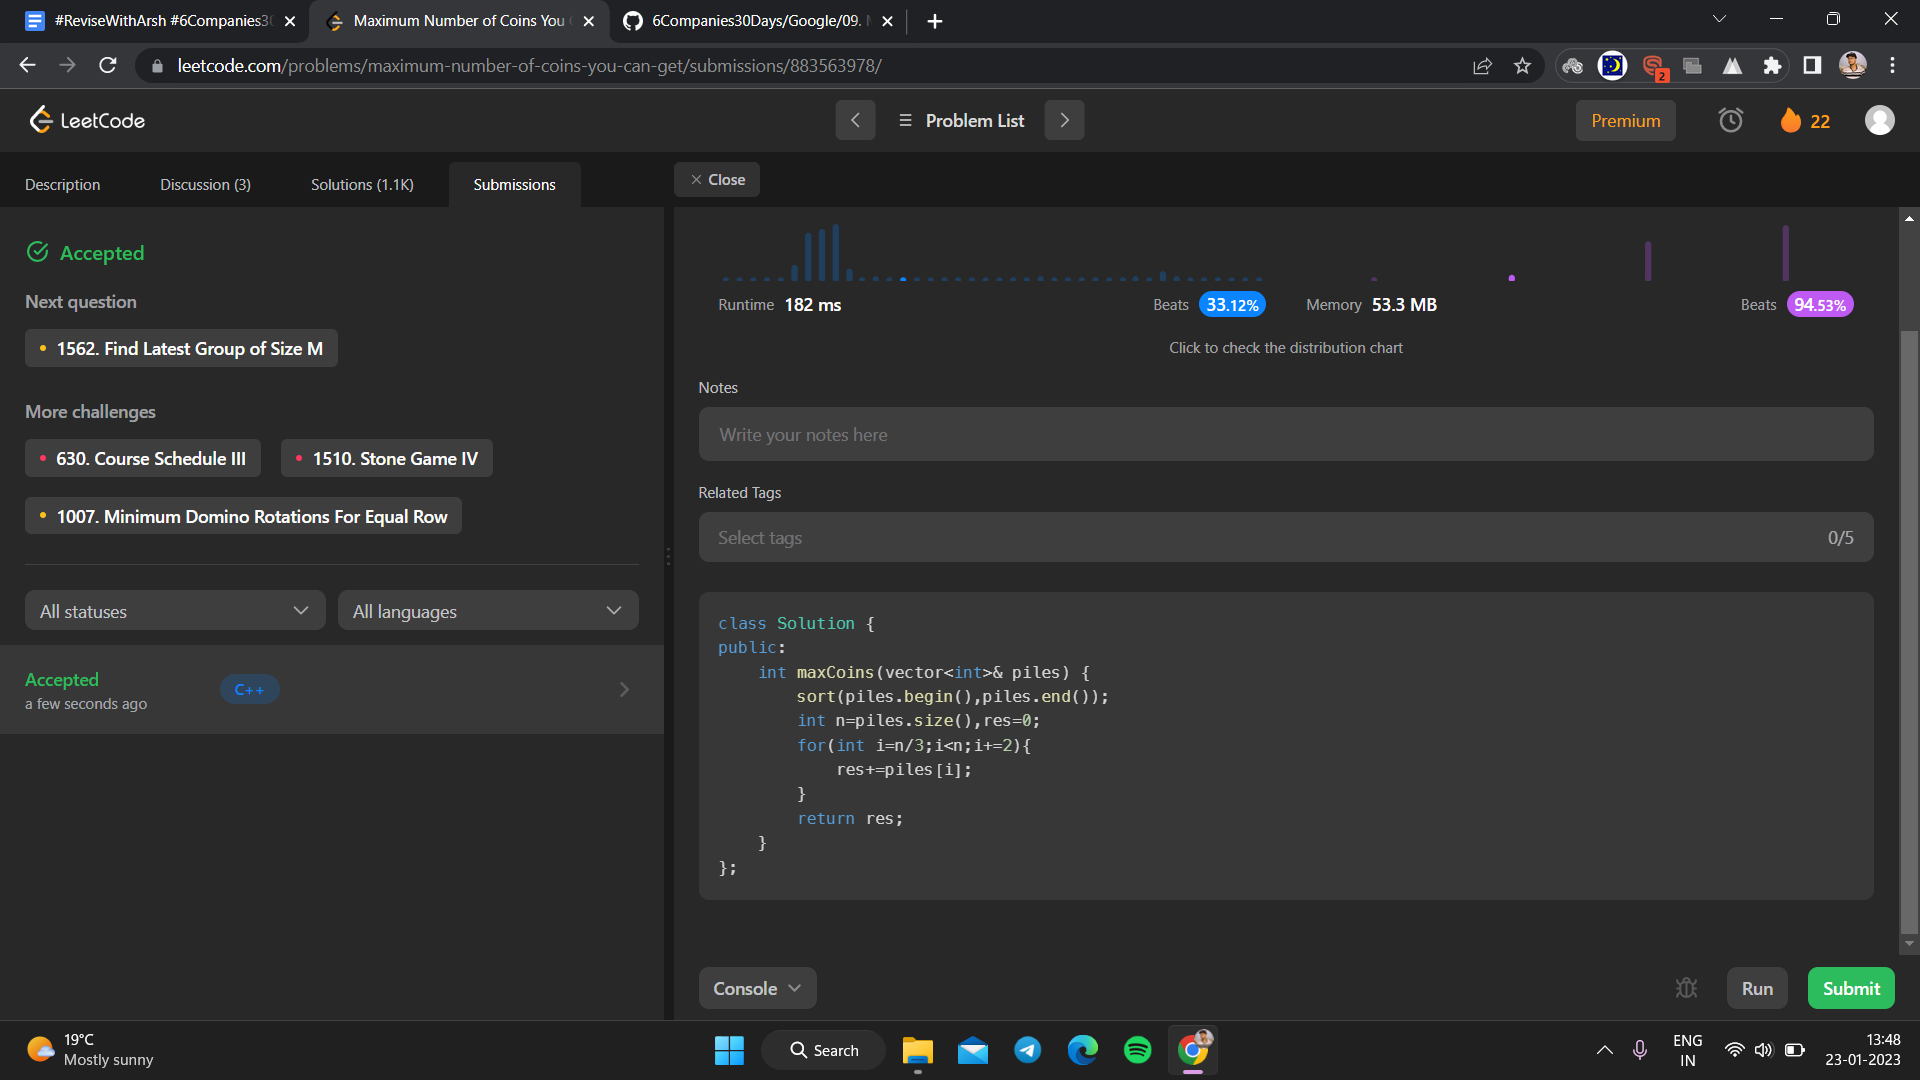 #ReviseWithArsh #6Companies30
Maximum Number of Coins You C
6Companies30Days/Google/09. M
leetcode.com/problems/maximum-number-of-coins-you-can-get/submissions/883563978/
2
LeetCode
Problem List
Premium
22
Description
Discussion (3)
Solutions (1.1K)
Submissions
Close
Accepted
Next question
1562. Find Latest Group of Size M
More challenges
630. Course Schedule III
1510. Stone Game IV
1007. Minimum Domino Rotations For Equal Row
All statuses
All languages
Accepted
a few seconds ago
C++
Runtime 182 ms
Beats 33.12%
Memory 53.3 MB
Beats 94.53%
Click to check the distribution chart
Notes
Write your notes here
Related Tags
Select tags
0/5
class Solution {
public:
    int maxCoins(vector<int>& piles) {
        sort(piles.begin(),piles.end());
        int n=piles.size(),res=0;
        for(int i=n/3;i<n;i+=2){
            res+=piles[i];
        }
        return res;
    }
};
Console
Run
Submit
19°C
Mostly sunny
Search
ENG
IN
13:48
23-01-2023